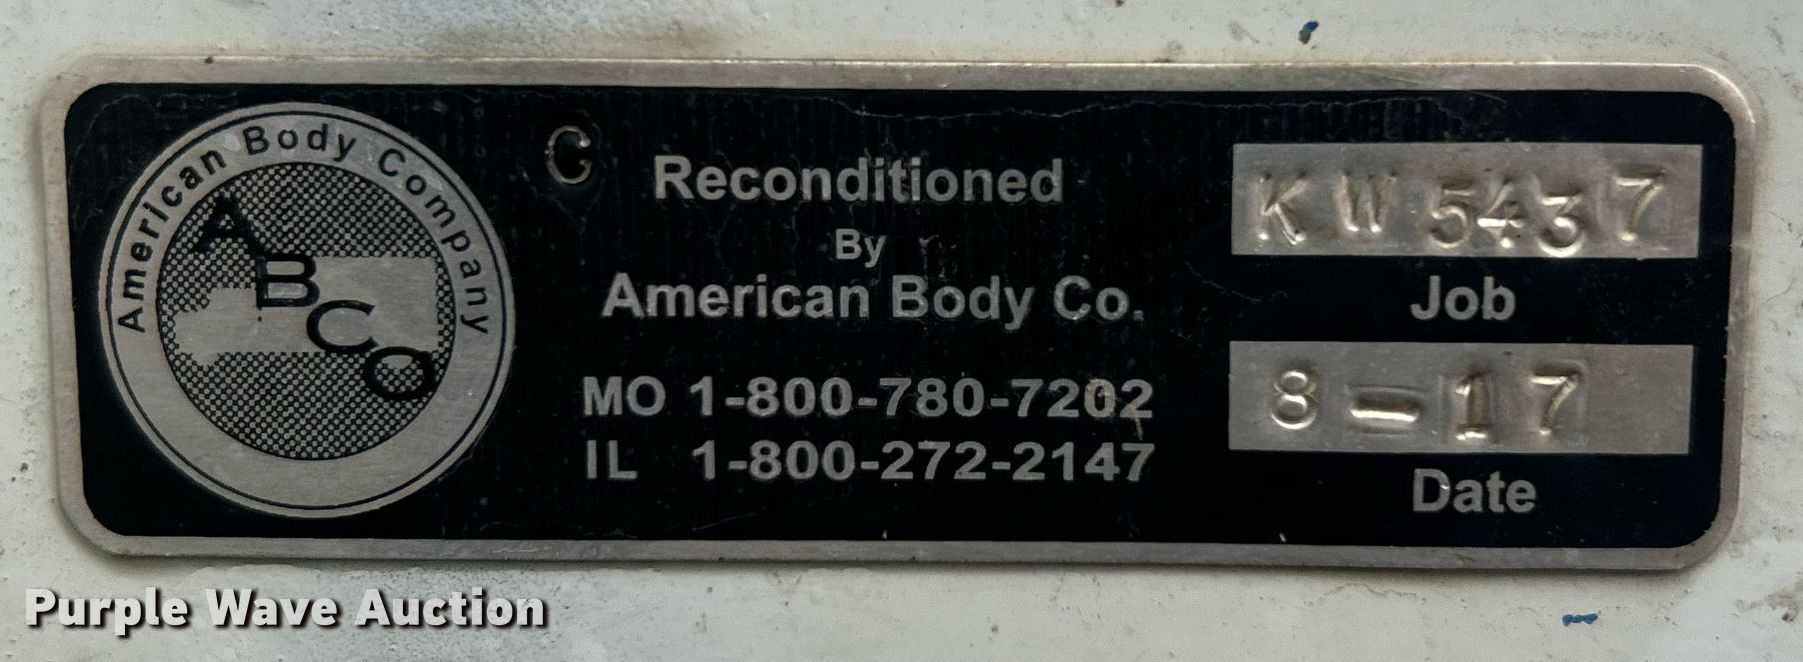 American Body Company
ABCO
C
Reconditioned
By
American Body Co.
MO 1-800-780-7202
IL 1-800-272-2147
KW5437
Job
8-17
Date
Purple Wave Auction